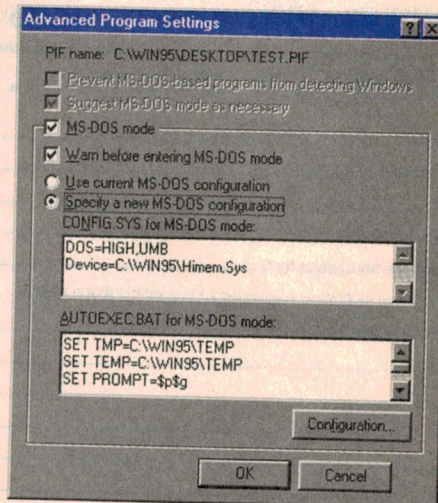 Advanced Program Settings
PIF name: C:\WIN95\DESKTOP\TEST.PIF
Prevent MS-DOS-based programs from detecting Windows
Suggest MS-DOS mode as necessary
MS-DOS mode
Warn before entering MS-DOS mode
Use current MS-DOS configuration
Specify a new MS-DOS configuration
CONFIG.SYS for MS-DOS mode:
DOS=HIGH,UMB
Device=C:\WIN95\Himem.Sys
AUTOEXEC.BAT for MS-DOS mode:
SET TMP=C:\WIN95\TEMP
SET TEMP=C:\WIN95\TEMP
SET PROMPT=$p$g
Configuration...
OK Cancel